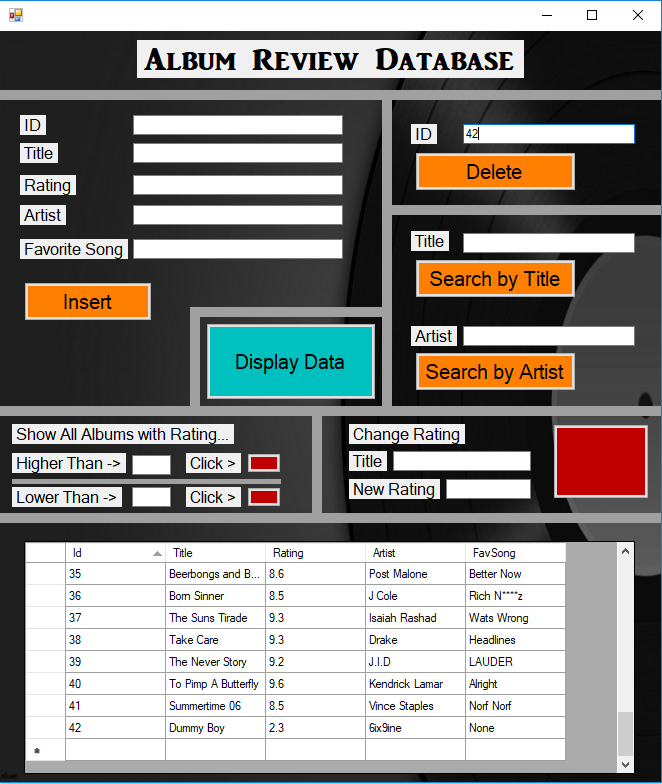 Album Review Database
ID
Title
Rating
Artist
Favorite Song
Insert
Display Data
ID 42
Delete
Title
Search by Title
Artist
Search by Artist
Show All Albums with Rating...
Higher Than -> Click >
Lower Than -> Click >
Change Rating
Title
New Rating
Id Title Rating Artist FavSong
35 Beerbongs and B... 8.6 Post Malone Better Now
36 Born Sinner 8.5 J Cole Rich N****z
37 The Suns Tirade 9.3 Isaiah Rashad Wats Wrong
38 Take Care 9.3 Drake Headlines
39 The Never Story 9.2 J.I.D LAUDER
40 To Pimp A Butterfly 9.6 Kendrick Lamar Alright
41 Summertime 06 8.5 Vince Staples Norf Norf
42 Dummy Boy 2.3 6ix9ine None
*